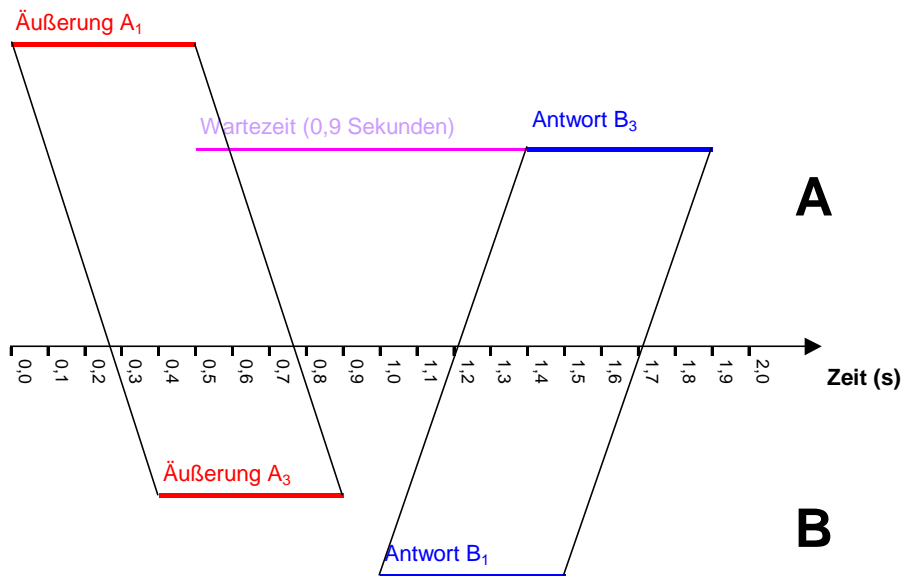 Äußerung A₁
Wartezeit (0,9 Sekunden)
Antwort B₃
A
0,0 0,1 0,2 0,3 0,4 0,5 0,6 0,7 0,8 0,9 1,0 1,1 1,2 1,3 1,4 1,5 1,6 1,7 1,8 1,9 2,0
Zeit (s)
Äußerung A₃
B
Antwort B₁